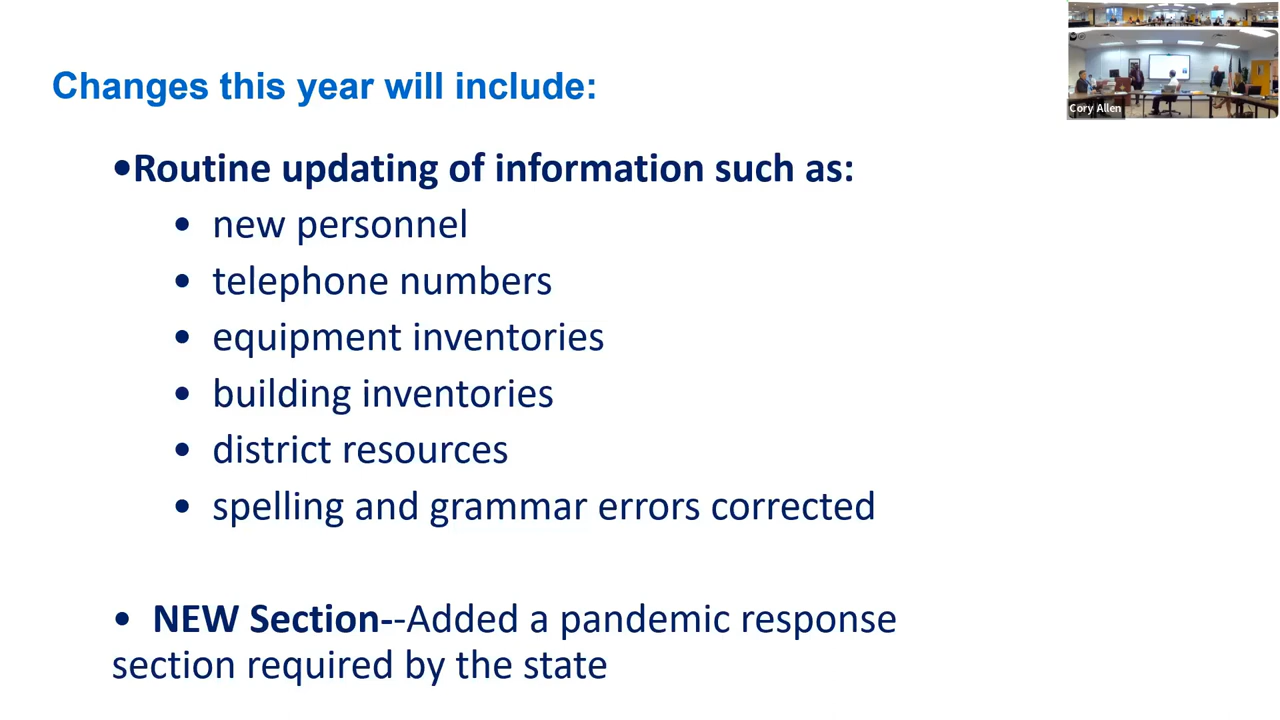 Changes this year will include:
Cory Allen
•Routine updating of information such as:
• new personnel
• telephone numbers
• equipment inventories
• building inventories
• district resources
• spelling and grammar errors corrected
• NEW Section--Added a pandemic response
section required by the state